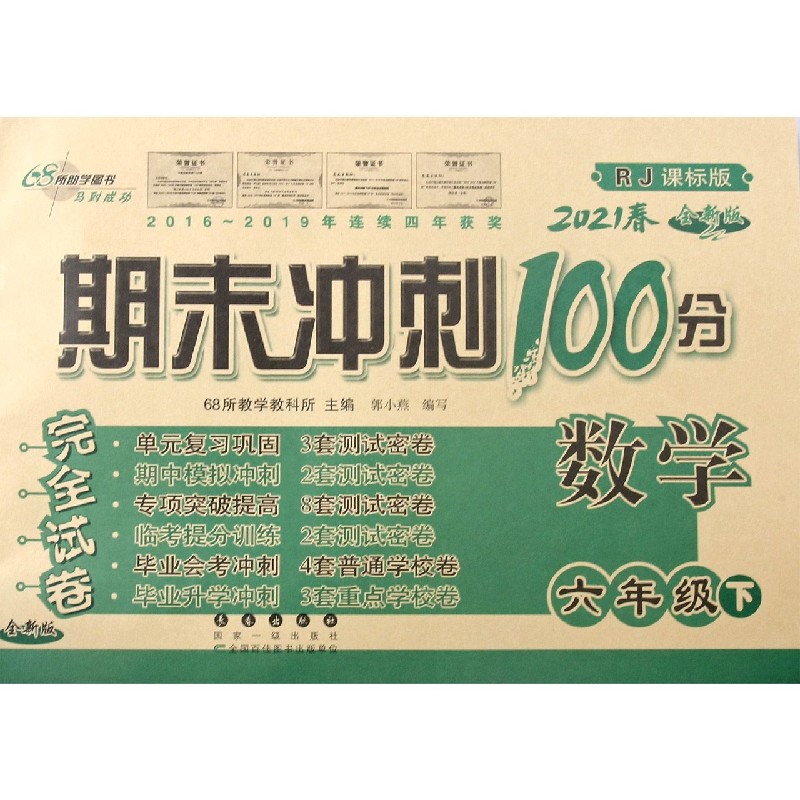 68所助学图书
马到成功
荣誉证书
荣誉证书
荣誉证书
荣誉证书
2016~2019年连续四年获奖
RJ课标版
2021春 全新版
期末冲刺100分
68所教学教科所 主编 郭小燕 编写
完全试卷
全新版
·单元复习巩固 3套测试密卷
·期中模拟冲刺 2套测试密卷
·专项突破提高 8套测试密卷
·临考提分训练 2套测试密卷
·毕业会考冲刺 4套普通学校卷
·毕业升学冲刺 3套重点学校卷
数学
六年级下
长春出版社
国家一级出版社
全国百佳图书出版单位